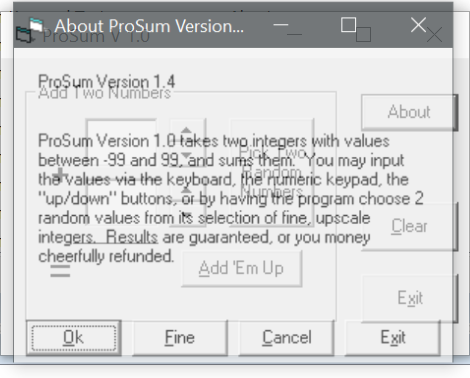 About ProSum Version...
ProSum V 1.0
ProSum Version 1.4
Add Two Numbers
About
ProSum Version 1.0 takes two integers with values
between -99 and 99, and sums them. You may input
the values via the keyboard, the numeric keypad, the
"up/down" buttons, or by having the program choose 2
random values from its selection of fine, upscale
integers. Results are guaranteed, or you money
cheerfully refunded.
+
Pick Two
Random
Numbers
Clear
=
Add 'Em Up
Exit
Ok
Fine
Cancel
Exit